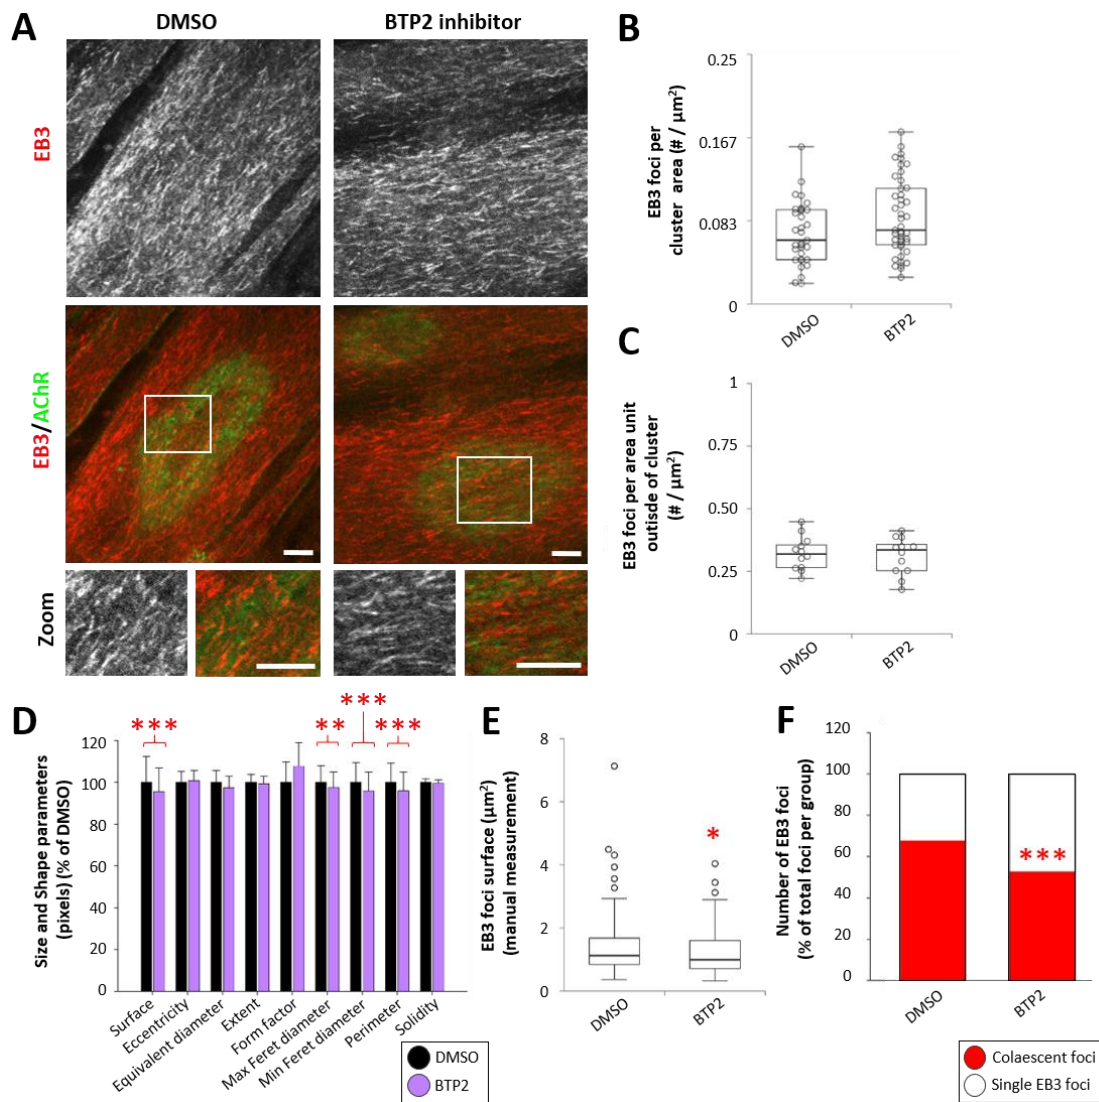 A
DMSO
BTP2 inhibitor
EB3
EB3/AChR
Zoom
B
EB3 foci per
cluster area (# / µm²)
0.25
0.167
0.083
0
DMSO
BTP2
C
EB3 foci per area unit
outisde of cluster
(# / µm²)
1
0.75
0.50
0.25
0
DMSO
BTP2
D
Size and Shape parameters
(pixels) (% of DMSO)
120
100
80
60
40
20
0
***
**
***
***
Surface
Eccentricity
Equivalent diameter
Extent
Form factor
Max Feret diameter
Min Feret diameter
Perimeter
Solidity
DMSO
BTP2
E
EB3 foci surface (µm²)
(manual measurement)
8
6
4
2
0
*
DMSO
BTP2
F
Number of EB3 foci
(% of total foci per group)
120
100
80
60
40
20
0
***
DMSO
BTP2
Colaescent foci
Single EB3 foci